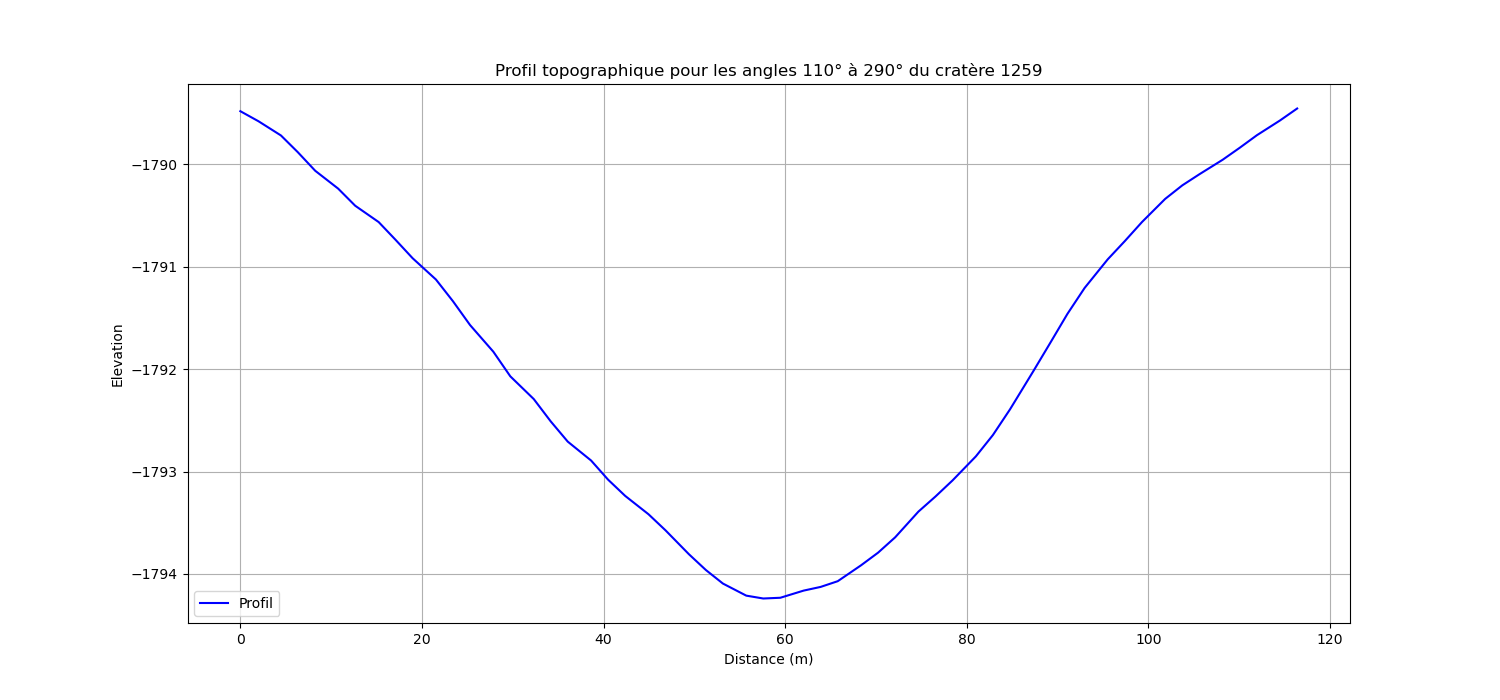 Profil topographique pour les angles 110° à 290° du cratère 1259
Elevation
−1790
−1791
−1792
−1793
−1794
Profil
0 20 40 60 80 100 120
Distance (m)